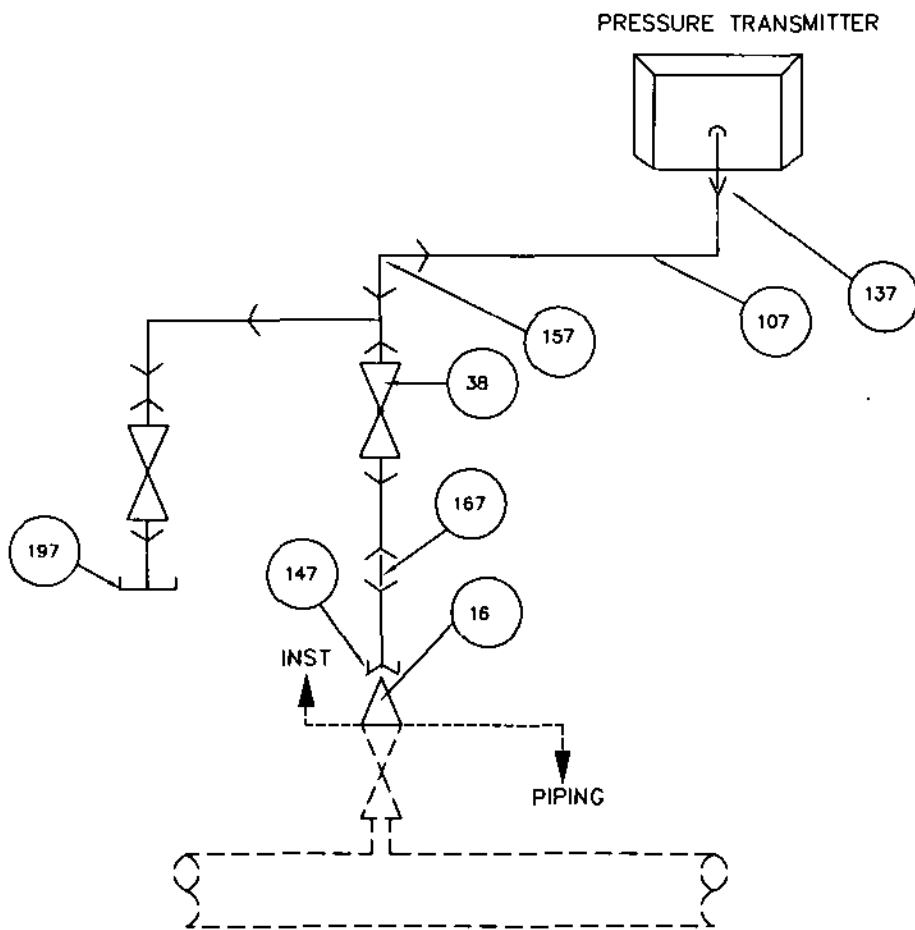 PRESSURE TRANSMITTER
137
107
157
38
167
197
147
16
INST
PIPING